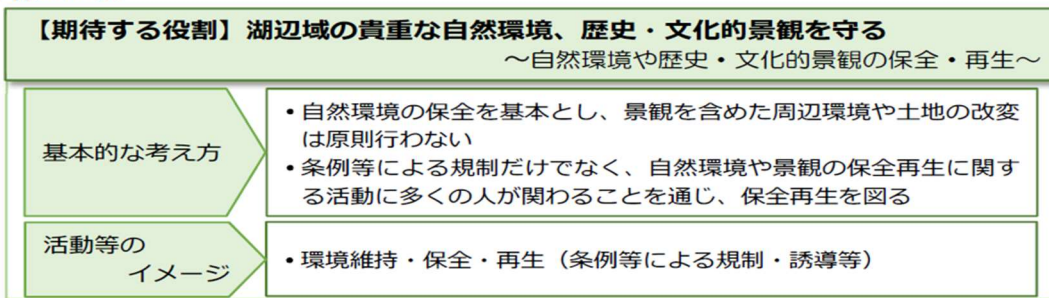 【期待する役割】湖辺域の貴重な自然環境、歴史・文化的景観を守る
～自然環境や歴史・文化的景観の保全・再生～
基本的な考え方
・自然環境の保全を基本とし、景観を含めた周辺環境や土地の改変
は原則行わない
・条例等による規制だけでなく、自然環境や景観の保全再生に関す
る活動に多くの人が関わることを通じ、保全再生を図る
活動等の
イメージ
・環境維持・保全・再生（条例等による規制・誘導等）